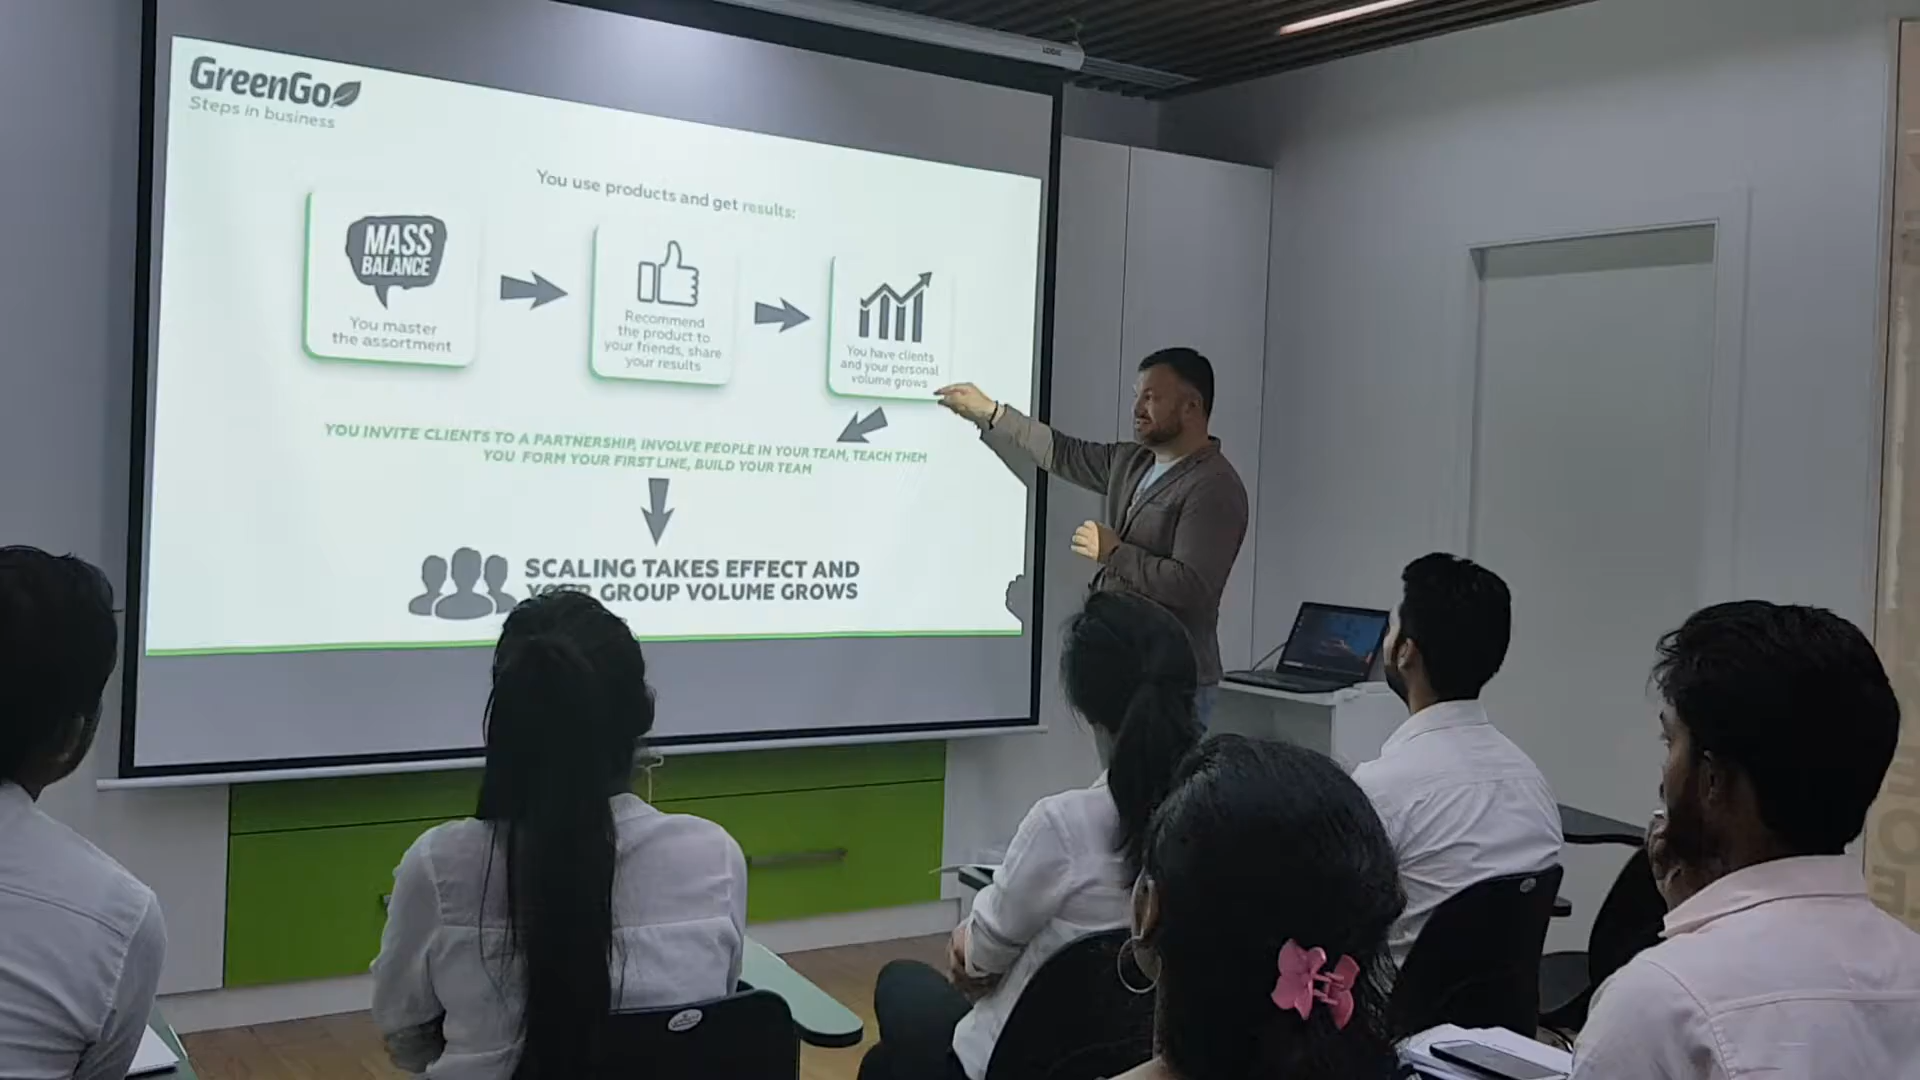 GreenGo
Steps in business
You use products and get results:
MASS
BALANCE
You master
the assortment
Recommend
the product to
your friends, share
your results
You have clients
and your personal
volume grows
YOU INVITE CLIENTS TO A PARTNERSHIP, INVOLVE PEOPLE IN YOUR TEAM, TEACH THEM
YOU FORM YOUR FIRST LINE, BUILD YOUR TEAM
SCALING TAKES EFFECT AND
YOUR GROUP VOLUME GROWS